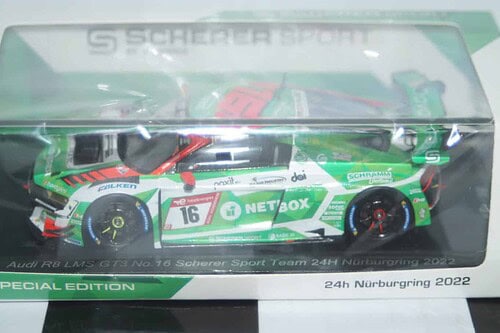 SCHERER SPORT
FALKEN
dsi
16
NETBOX
SCHRAMM
Audi R8 LMS GT3 No.16 Scherer Sport Team 24H Nürburgring 2022
SPECIAL EDITION
24h Nürburgring 2022